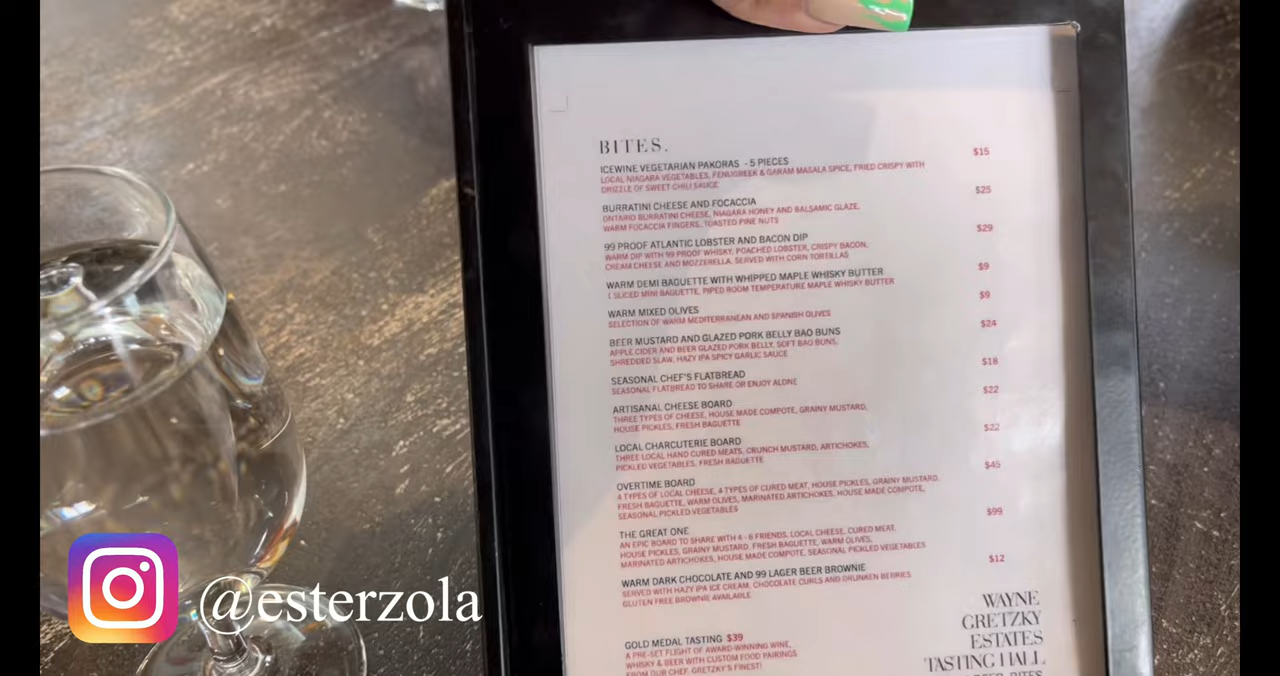 BITES.
ICEWINE VEGETARIAN PAKORAS - 5 PIECES $15
LOCAL NIAGARA VEGETABLES, FENUGREEK & GARAM MASALA SPICE, FRIED CRISPY WITH
DRIZZLE OF SWEET CHILI SAUCE
BURRATINI CHEESE AND FOCACCIA $25
ONTARIO BURRATINI CHEESE, NIAGARA HONEY AND BALSAMIC GLAZE,
WARM FOCACCIA FINGERS, TOASTED PINE NUTS
99 PROOF ATLANTIC LOBSTER AND BACON DIP $29
WARM DIP WITH 99 PROOF WHISKY, POACHED LOBSTER, CRISPY BACON,
CREAM CHEESE AND MOZZERELLA. SERVED WITH CORN TORTILLAS
WARM DEMI BAGUETTE WITH WHIPPED MAPLE WHISKY BUTTER $9
SLICED MINI BAGUETTE, PIPED ROOM TEMPERATURE MAPLE WHISKY BUTTER
WARM MIXED OLIVES $9
SELECTION OF WARM MEDITERRANEAN AND SPANISH OLIVES
BEER MUSTARD AND GLAZED PORK BELLY BAO BUNS $24
APPLE CIDER AND BEER GLAZED PORK BELLY, SOFT BAO BUNS,
SHREDDED SLAW, HAZY IPA SPICY GARLIC SAUCE
SEASONAL CHEF'S FLATBREAD $18
SEASONAL FLATBREAD TO SHARE OR ENJOY ALONE
ARTISANAL CHEESE BOARD $22
THREE TYPES OF CHEESE, HOUSE MADE COMPOTE, GRAINY MUSTARD,
HOUSE PICKLES, FRESH BAGUETTE
LOCAL CHARCUTERIE BOARD $22
THREE LOCAL HAND CURED MEATS, CRUNCH MUSTARD, ARTICHOKES,
PICKLED VEGETABLES, FRESH BAGUETTE
OVERTIME BOARD $45
4 TYPES OF LOCAL CHEESE, 4 TYPES OF CURED MEAT, HOUSE PICKLES, GRAINY MUSTARD,
FRESH BAGUETTE, WARM OLIVES, MARINATED ARTICHOKES, HOUSE MADE COMPOTE,
SEASONAL PICKLED VEGETABLES
THE GREAT ONE $99
AN EPIC BOARD TO SHARE WITH 4 - 6 FRIENDS. LOCAL CHEESE, CURED MEAT,
HOUSE PICKLES, GRAINY MUSTARD, FRESH BAGUETTE, WARM OLIVES,
MARINATED ARTICHOKES, HOUSE MADE COMPOTE, SEASONAL PICKLED VEGETABLES
WARM DARK CHOCOLATE AND 99 LAGER BEER BROWNIE $12
SERVED WITH HAZY IPA ICE CREAM, CHOCOLATE CURLS AND DRUNKEN BERRIES
GLUTEN FREE BROWNIE AVAILABLE
GOLD MEDAL TASTING $39
A PRE-SET FLIGHT OF AWARD-WINNING WINE,
WHISKY & BEER WITH CUSTOM FOOD PAIRINGS
FROM OUR CHEF. GRETZKY'S FINEST!
WAYNE
GRETZKY
ESTATES
TASTING HALL
BEER. BITES
@esterzola